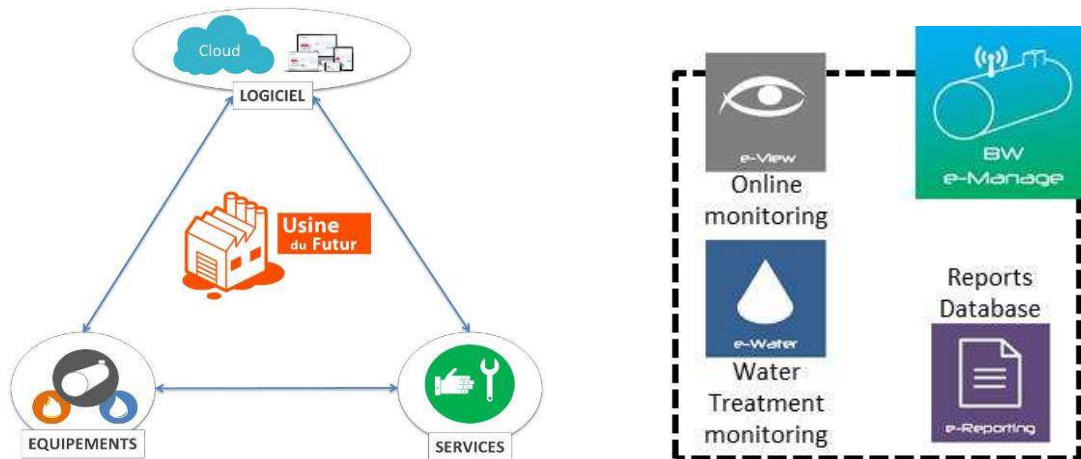 Cloud
LOGICIEL
Usine
du Futur
EQUIPEMENTS
SERVICES
e-View
Online
monitoring
BW
e-Manage
e-Water
Water
Treatment
monitoring
Reports
Database
e-Reporting